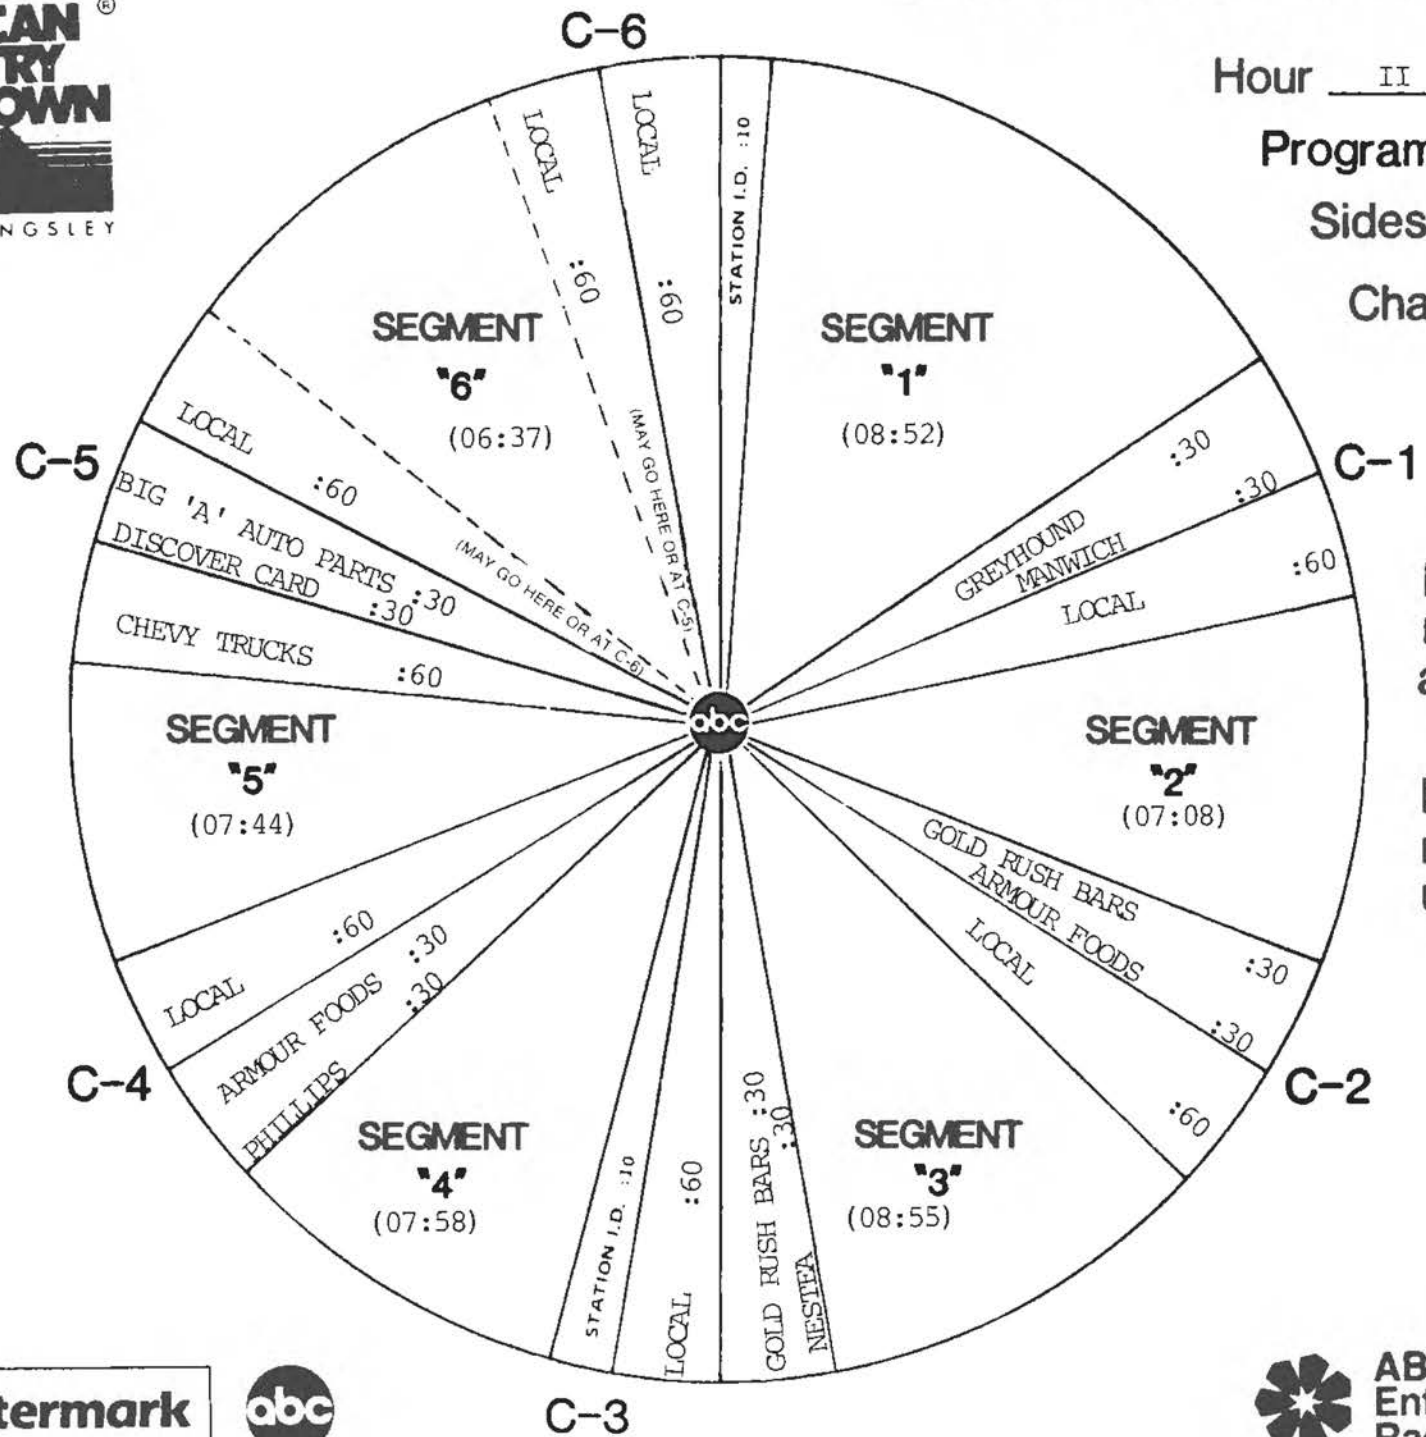 ®
C-6
Hour II
Program
Sides
STATION I.D. :10
SEGMENT
"1"
(08:52)
GREYHOUND :30
MANWICH :30
C-1
LOCAL :60
SEGMENT
"2"
(07:08)
GOLD RUSH BARS :30
ARMOUR FOODS :30
C-2
LOCAL :60
SEGMENT
"3"
(08:55)
NESTEA :30
GOLD RUSH BARS :30
C-3
LOCAL :60
STATION I.D. :10
SEGMENT
"4"
(07:58)
PHILLIPS :30
ARMOUR FOODS :30
C-4
LOCAL :60
SEGMENT
"5"
(07:44)
CHEVY TRUCKS :60
DISCOVER CARD :30
BIG 'A' AUTO PARTS :30
C-5
LOCAL :60
(MAY GO HERE OR AT C-6)
SEGMENT
"6"
(06:37)
LOCAL :60
(MAY GO HERE OR AT C-5)
LOCAL :60
abc
abc